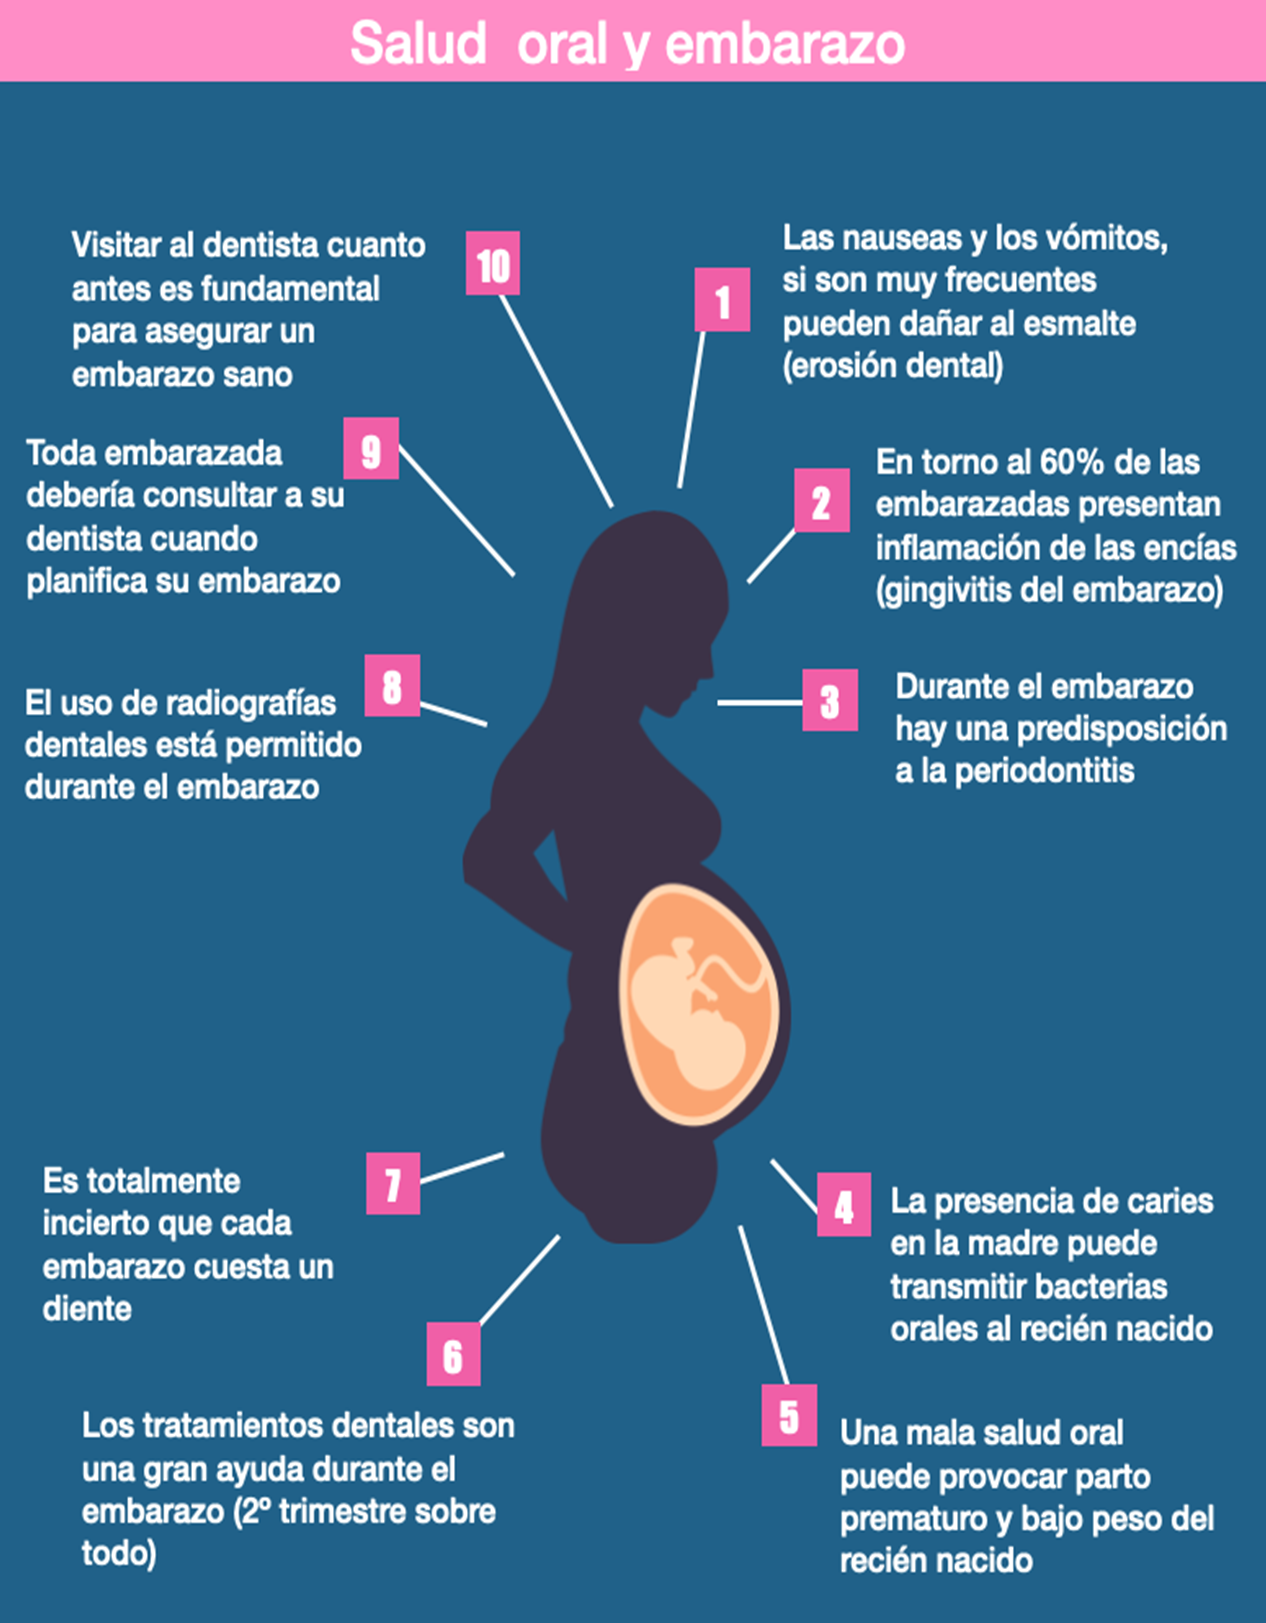 Salud oral y embarazo
1
Las nauseas y los vómitos,
si son muy frecuentes
pueden dañar al esmalte
(erosión dental)
2
En torno al 60% de las
embarazadas presentan
inflamación de las encías
(gingivitis del embarazo)
3
Durante el embarazo
hay una predisposición
a la periodontitis
4
La presencia de caries
en la madre puede
transmitir bacterias
orales al recién nacido
5
Una mala salud oral
puede provocar parto
prematuro y bajo peso del
recién nacido
6
Los tratamientos dentales son
una gran ayuda durante el
embarazo (2º trimestre sobre
todo)
7
Es totalmente
incierto que cada
embarazo cuesta un
diente
8
El uso de radiografías
dentales está permitido
durante el embarazo
9
Toda embarazada
debería consultar a su
dentista cuando
planifica su embarazo
10
Visitar al dentista cuanto
antes es fundamental
para asegurar un
embarazo sano